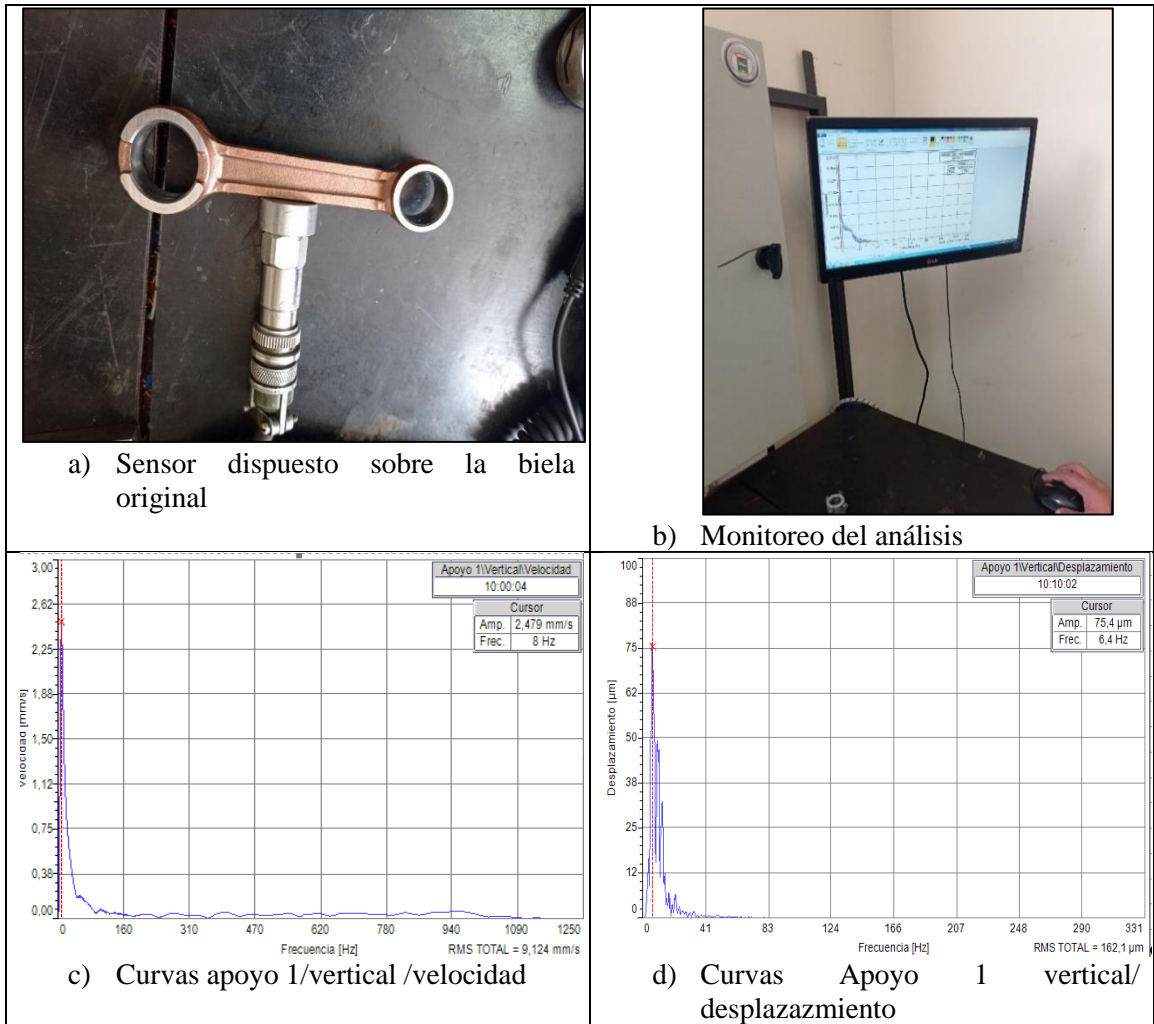 a) Sensor dispuesto sobre la biela
original
b) Monitoreo del análisis
3,00
2,62
2,25
1,88
1,50
1,12
0,75
0,38
0,00
Velocidad [mm/s]
Apoyo 1\Vertical\Velocidad
10:00:04
Cursor
Amp. 2,479 mm/s
Frec. 8 Hz
0 160 310 470 620 780 940 1090 1250
Frecuencia [Hz]
RMS TOTAL = 9,124 mm/s
c) Curvas apoyo 1/vertical /velocidad
100
88
75
62
50
38
25
12
0
Desplazamiento [µm]
Apoyo 1\Vertical\Desplazamiento
10:10:02
Cursor
Amp. 75,4 µm
Frec. 6,4 Hz
0 41 83 124 166 207 248 290 331
Frecuencia [Hz]
RMS TOTAL = 162,1 µm
d) Curvas Apoyo 1 vertical/
desplazazmiento